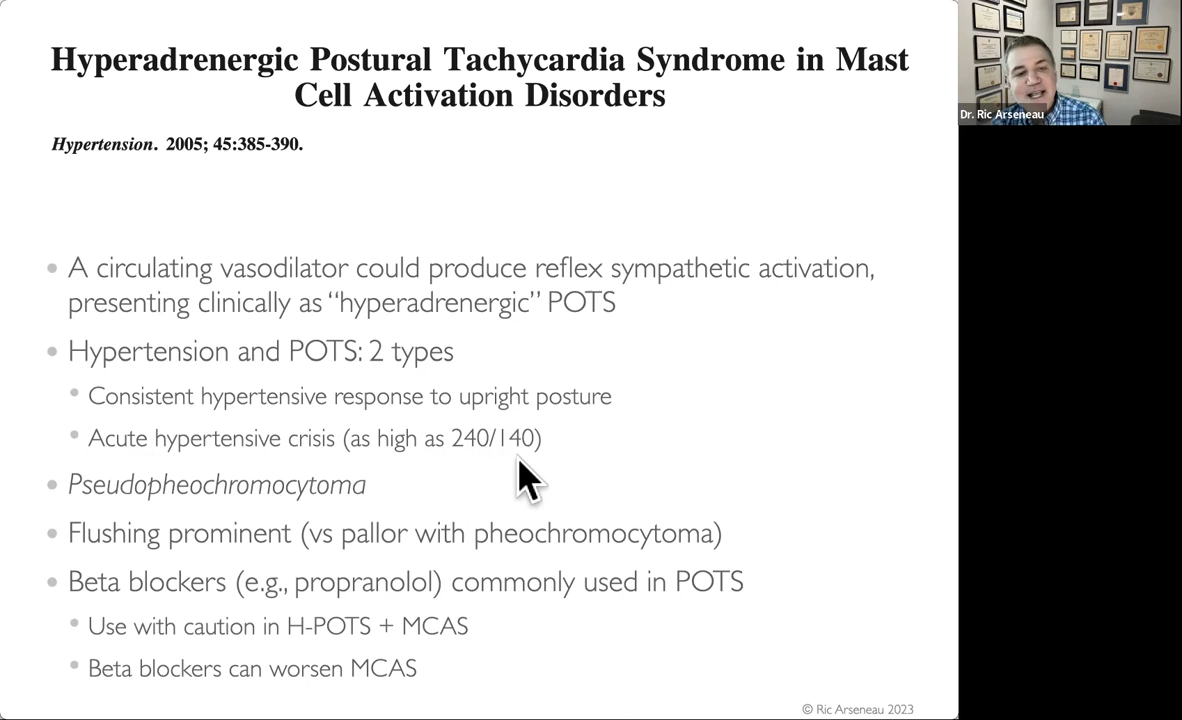 Hyperadrenergic Postural Tachycardia Syndrome in Mast
Cell Activation Disorders
Hypertension. 2005; 45:385-390.
Dr. Ric Arseneau
• A circulating vasodilator could produce reflex sympathetic activation,
presenting clinically as “hyperadrenergic” POTS
• Hypertension and POTS: 2 types
• Consistent hypertensive response to upright posture
• Acute hypertensive crisis (as high as 240/140)
• Pseudopheochromocytoma
• Flushing prominent (vs pallor with pheochromocytoma)
• Beta blockers (e.g., propranolol) commonly used in POTS
• Use with caution in H-POTS + MCAS
• Beta blockers can worsen MCAS
© Ric Arseneau 2023